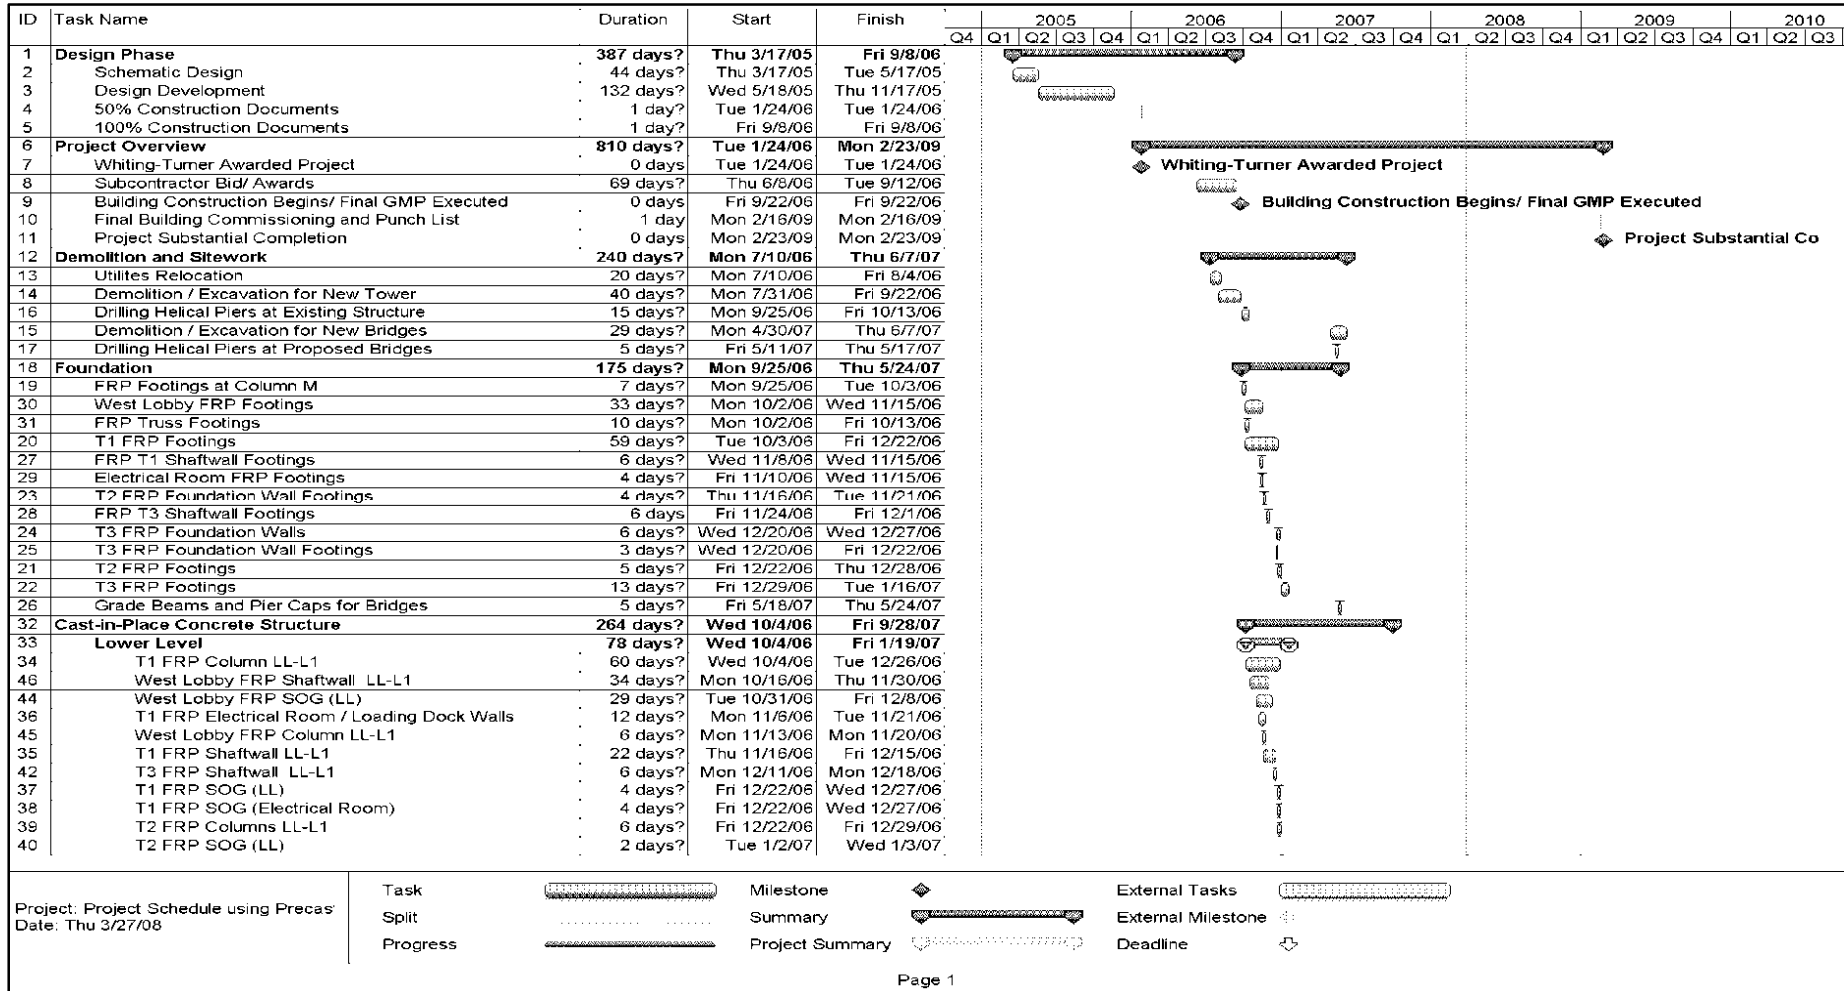 ID Task Name Duration Start Finish 2005 2006 2007 2008 2009 2010
Q4 Q1 Q2 Q3 Q4 Q1 Q2 Q3 Q4 Q1 Q2 Q3 Q4 Q1 Q2 Q3 Q4 Q1 Q2 Q3 Q4 Q1 Q2 Q3
1 Design Phase 387 days? Thu 3/17/05 Fri 9/8/06
2 Schematic Design 44 days? Thu 3/17/05 Tue 5/17/05
3 Design Development 132 days? Wed 5/18/05 Thu 11/17/05
4 50% Construction Documents 1 day? Tue 1/24/06 Tue 1/24/06
5 100% Construction Documents 1 day? Fri 9/8/06 Fri 9/8/06
6 Project Overview 810 days? Tue 1/24/06 Mon 2/23/09
7 Whiting-Turner Awarded Project 0 days Tue 1/24/06 Tue 1/24/06 Whiting-Turner Awarded Project
8 Subcontractor Bid/ Awards 69 days? Thu 6/8/06 Tue 9/12/06
9 Building Construction Begins/ Final GMP Executed 0 days Fri 9/22/06 Fri 9/22/06 Building Construction Begins/ Final GMP Executed
10 Final Building Commissioning and Punch List 1 day Mon 2/16/09 Mon 2/16/09
11 Project Substantial Completion 0 days Mon 2/23/09 Mon 2/23/09 Project Substantial Co
12 Demolition and Sitework 240 days? Mon 7/10/06 Thu 6/7/07
13 Utilites Relocation 20 days? Mon 7/10/06 Fri 8/4/06
14 Demolition / Excavation for New Tower 40 days? Mon 7/31/06 Fri 9/22/06
16 Drilling Helical Piers at Existing Structure 15 days? Mon 9/25/06 Fri 10/13/06
15 Demolition / Excavation for New Bridges 29 days? Mon 4/30/07 Thu 6/7/07
17 Drilling Helical Piers at Proposed Bridges 5 days? Fri 5/11/07 Thu 5/17/07
18 Foundation 175 days? Mon 9/25/06 Thu 5/24/07
19 FRP Footings at Column M 7 days? Mon 9/25/06 Tue 10/3/06
30 West Lobby FRP Footings 33 days? Mon 10/2/06 Wed 11/15/06
31 FRP Truss Footings 10 days? Mon 10/2/06 Fri 10/13/06
20 T1 FRP Footings 59 days? Tue 10/3/06 Fri 12/22/06
27 FRP T1 Shaftwall Footings 6 days? Wed 11/8/06 Wed 11/15/06
29 Electrical Room FRP Footings 4 days? Fri 11/10/06 Wed 11/15/06
23 T2 FRP Foundation Wall Footings 4 days? Thu 11/16/06 Tue 11/21/06
28 FRP T3 Shaftwall Footings 6 days Fri 11/24/06 Fri 12/1/06
24 T3 FRP Foundation Walls 6 days? Wed 12/20/06 Wed 12/27/06
25 T3 FRP Foundation Wall Footings 3 days? Wed 12/20/06 Fri 12/22/06
21 T2 FRP Footings 5 days? Fri 12/22/06 Thu 12/28/06
22 T3 FRP Footings 13 days? Fri 12/29/06 Tue 1/16/07
26 Grade Beams and Pier Caps for Bridges 5 days? Fri 5/18/07 Thu 5/24/07
32 Cast-in-Place Concrete Structure 264 days? Wed 10/4/06 Fri 9/28/07
33 Lower Level 78 days? Wed 10/4/06 Fri 1/19/07
34 T1 FRP Column LL-L1 60 days? Wed 10/4/06 Tue 12/26/06
46 West Lobby FRP Shaftwall LL-L1 34 days? Mon 10/16/06 Thu 11/30/06
44 West Lobby FRP SOG (LL) 29 days? Tue 10/31/06 Fri 12/8/06
36 T1 FRP Electrical Room / Loading Dock Walls 12 days? Mon 11/6/06 Tue 11/21/06
45 West Lobby FRP Column LL-L1 6 days? Mon 11/13/06 Mon 11/20/06
35 T1 FRP Shaftwall LL-L1 22 days? Thu 11/16/06 Fri 12/15/06
42 T3 FRP Shaftwall LL-L1 6 days? Mon 12/11/06 Mon 12/18/06
37 T1 FRP SOG (LL) 4 days? Fri 12/22/06 Wed 12/27/06
38 T1 FRP SOG (Electrical Room) 4 days? Fri 12/22/06 Wed 12/27/06
39 T2 FRP Columns LL-L1 6 days? Fri 12/22/06 Fri 12/29/06
40 T2 FRP SOG (LL) 2 days? Tue 1/2/07 Wed 1/3/07
Project: Project Schedule using Precas
Date: Thu 3/27/08
Task Milestone External Tasks
Split Summary External Milestone
Progress Project Summary Deadline
Page 1